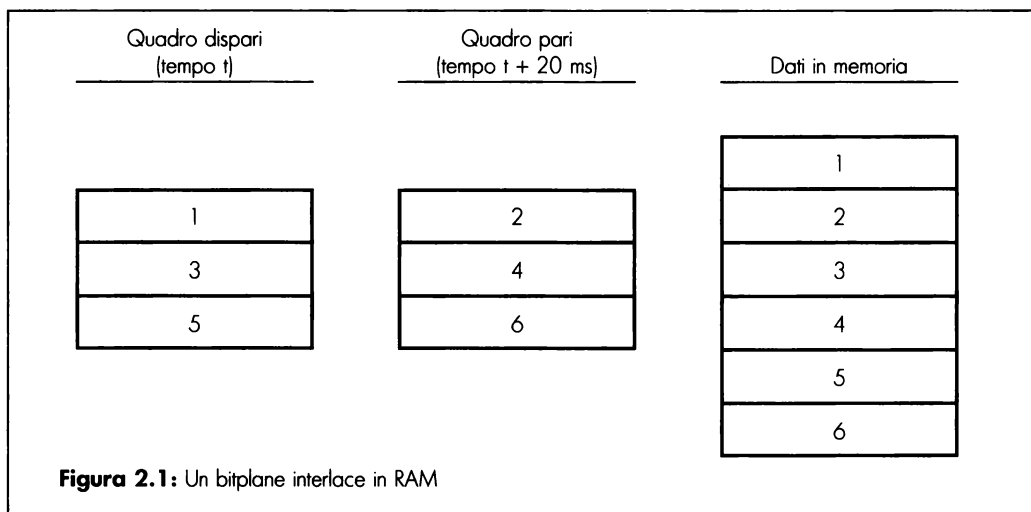 Quadro dispari
(tempo t)
Quadro pari
(tempo t + 20 ms)
Dati in memoria
1
3
5
2
4
6
1
2
3
4
5
6
Figura 2.1: Un bitplane interlace in RAM